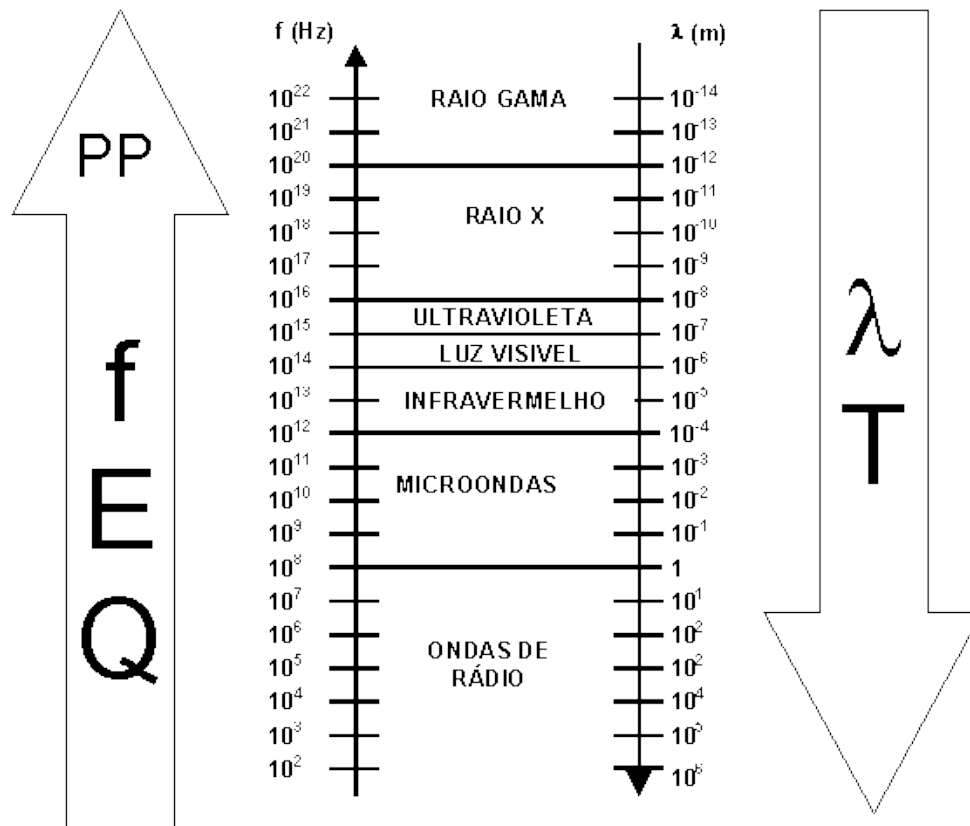 PP
f
E
Q
f (Hz)
λ (m)
10²² RAIO GAMA 10⁻¹⁴
10²¹ 10⁻¹³
10²⁰ 10⁻¹²
10¹⁹ 10⁻¹¹
RAIO X
10¹⁸ 10⁻¹⁰
10¹⁷ 10⁻⁹
10¹⁶ 10⁻⁸
ULTRAVIOLETA
10¹⁵ 10⁻⁷
LUZ VISIVEL
10¹⁴ 10⁻⁶
10¹³ INFRAVERMELHO 10⁻⁵
10¹² 10⁻⁴
10¹¹ 10⁻³
MICROONDAS
10¹⁰ 10⁻²
10⁹ 10⁻¹
10⁸ 1
10⁷ 10¹
10⁶ 10²
ONDAS DE
10⁵ RÁDIO 10²
10⁴ 10⁴
10³ 10⁵
10² 10⁶
λ
T